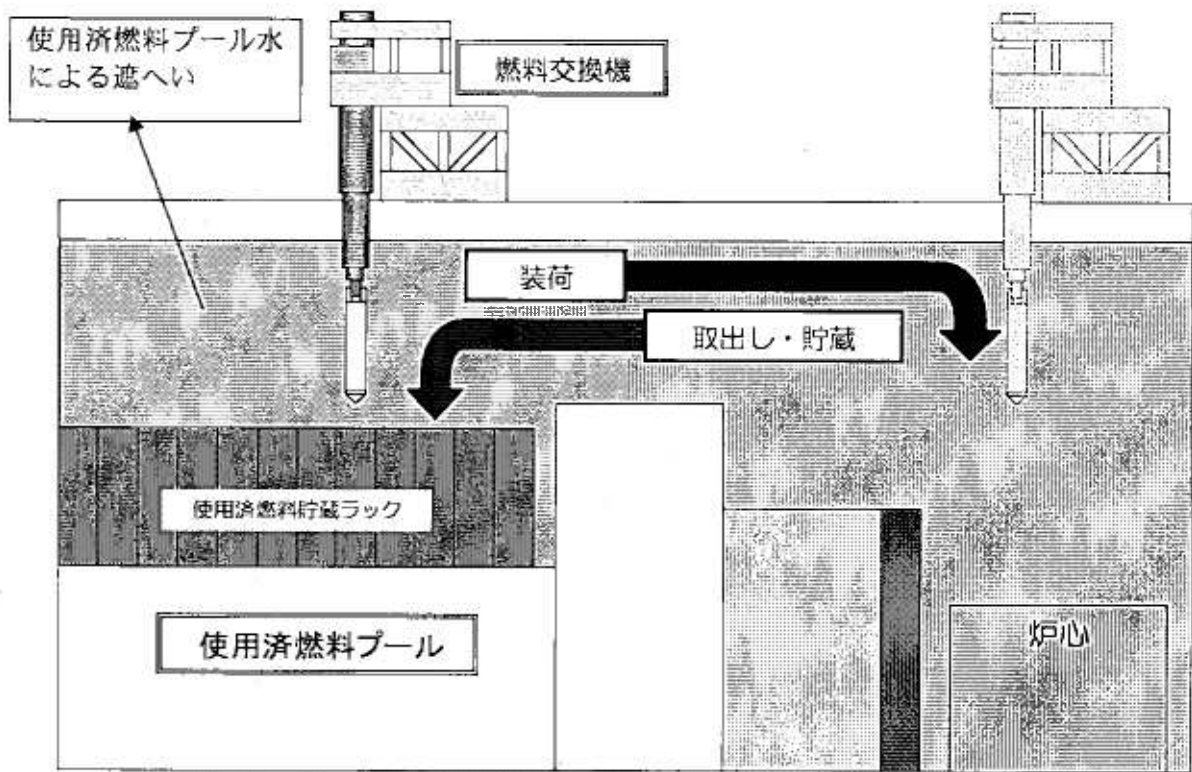 使用済燃料プール水
による遮へい
燃料交換機
装荷
取出し・貯蔵
使用済燃料貯蔵ラック
使用済燃料プール
炉心